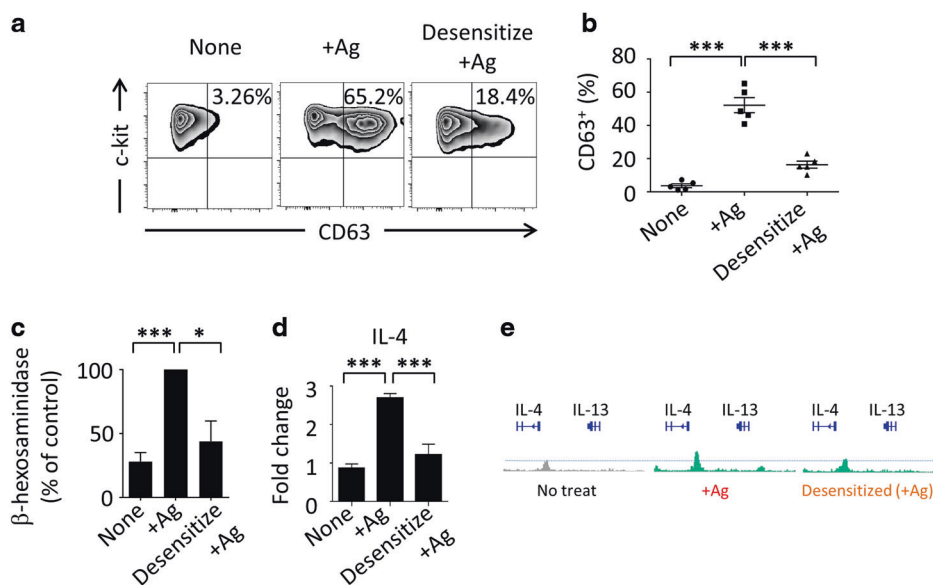 a
None
+Ag
Desensitize
+Ag
3.26%
65.2%
18.4%
c-kit
CD63
b
CD63+ (%)
80
60
40
20
0
***
***
None
+Ag
Desensitize
+Ag
c
β-hexosaminidase
(% of control)
100
50
0
***
*
None
+Ag
Desensitize
+Ag
d
IL-4
Fold change
3
2
1
0
***
***
None
+Ag
Desensitize
+Ag
e
IL-4
IL-13
IL-4
IL-13
IL-4
IL-13
No treat
+Ag
Desensitized (+Ag)